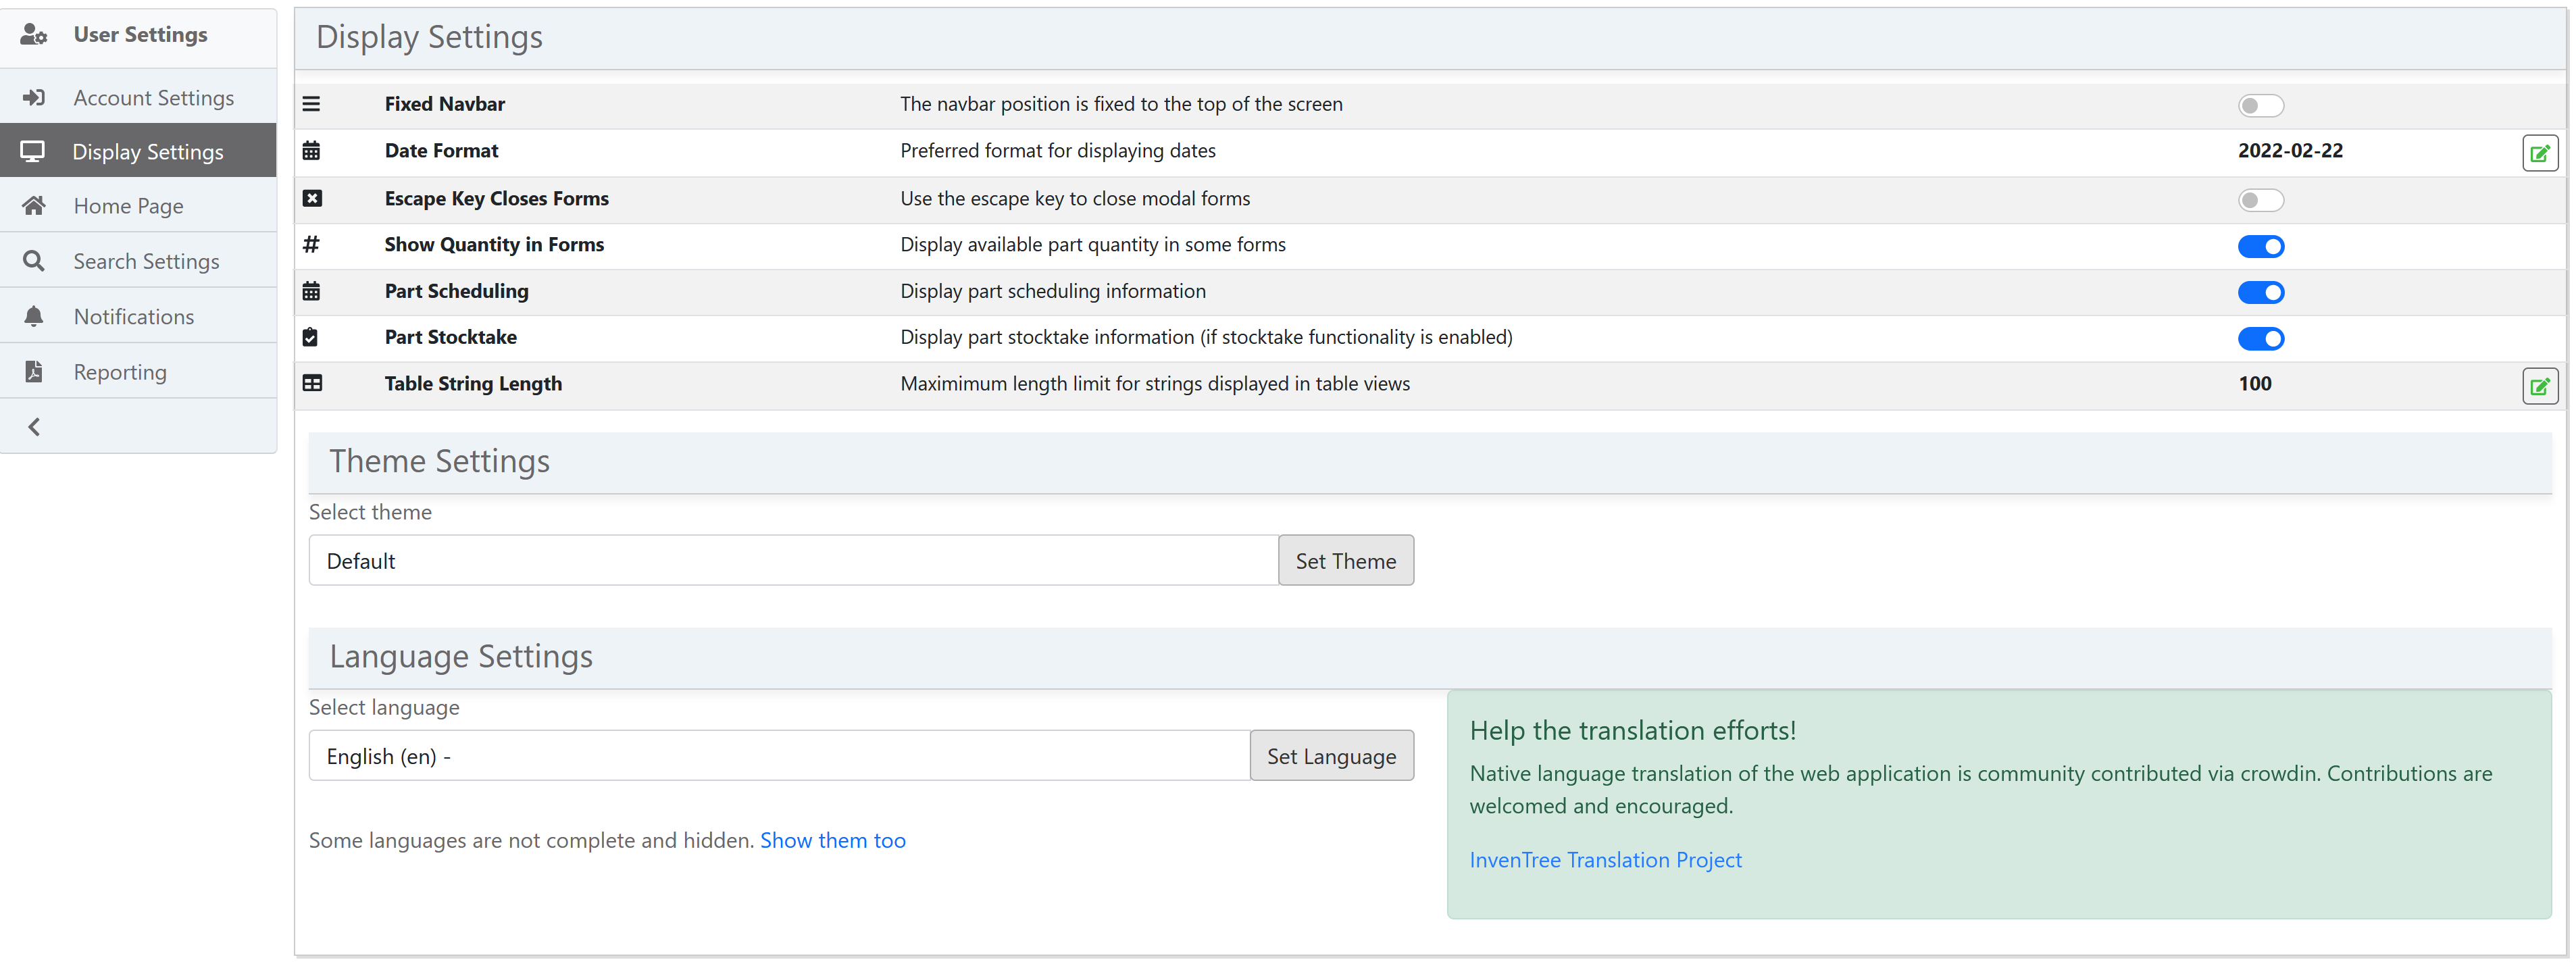 User Settings
Account Settings
Display Settings
Home Page
Search Settings
Notifications
Reporting
Display Settings
Fixed Navbar The navbar position is fixed to the top of the screen
Date Format Preferred format for displaying dates 2022-02-22
Escape Key Closes Forms Use the escape key to close modal forms
Show Quantity in Forms Display available part quantity in some forms
Part Scheduling Display part scheduling information
Part Stocktake Display part stocktake information (if stocktake functionality is enabled)
Table String Length Maximimum length limit for strings displayed in table views 100
Theme Settings
Select theme
Default Set Theme
Language Settings
Select language
English (en) - Set Language
Some languages are not complete and hidden. Show them too
Help the translation efforts!
Native language translation of the web application is community contributed via crowdin. Contributions are
welcomed and encouraged.
InvenTree Translation Project